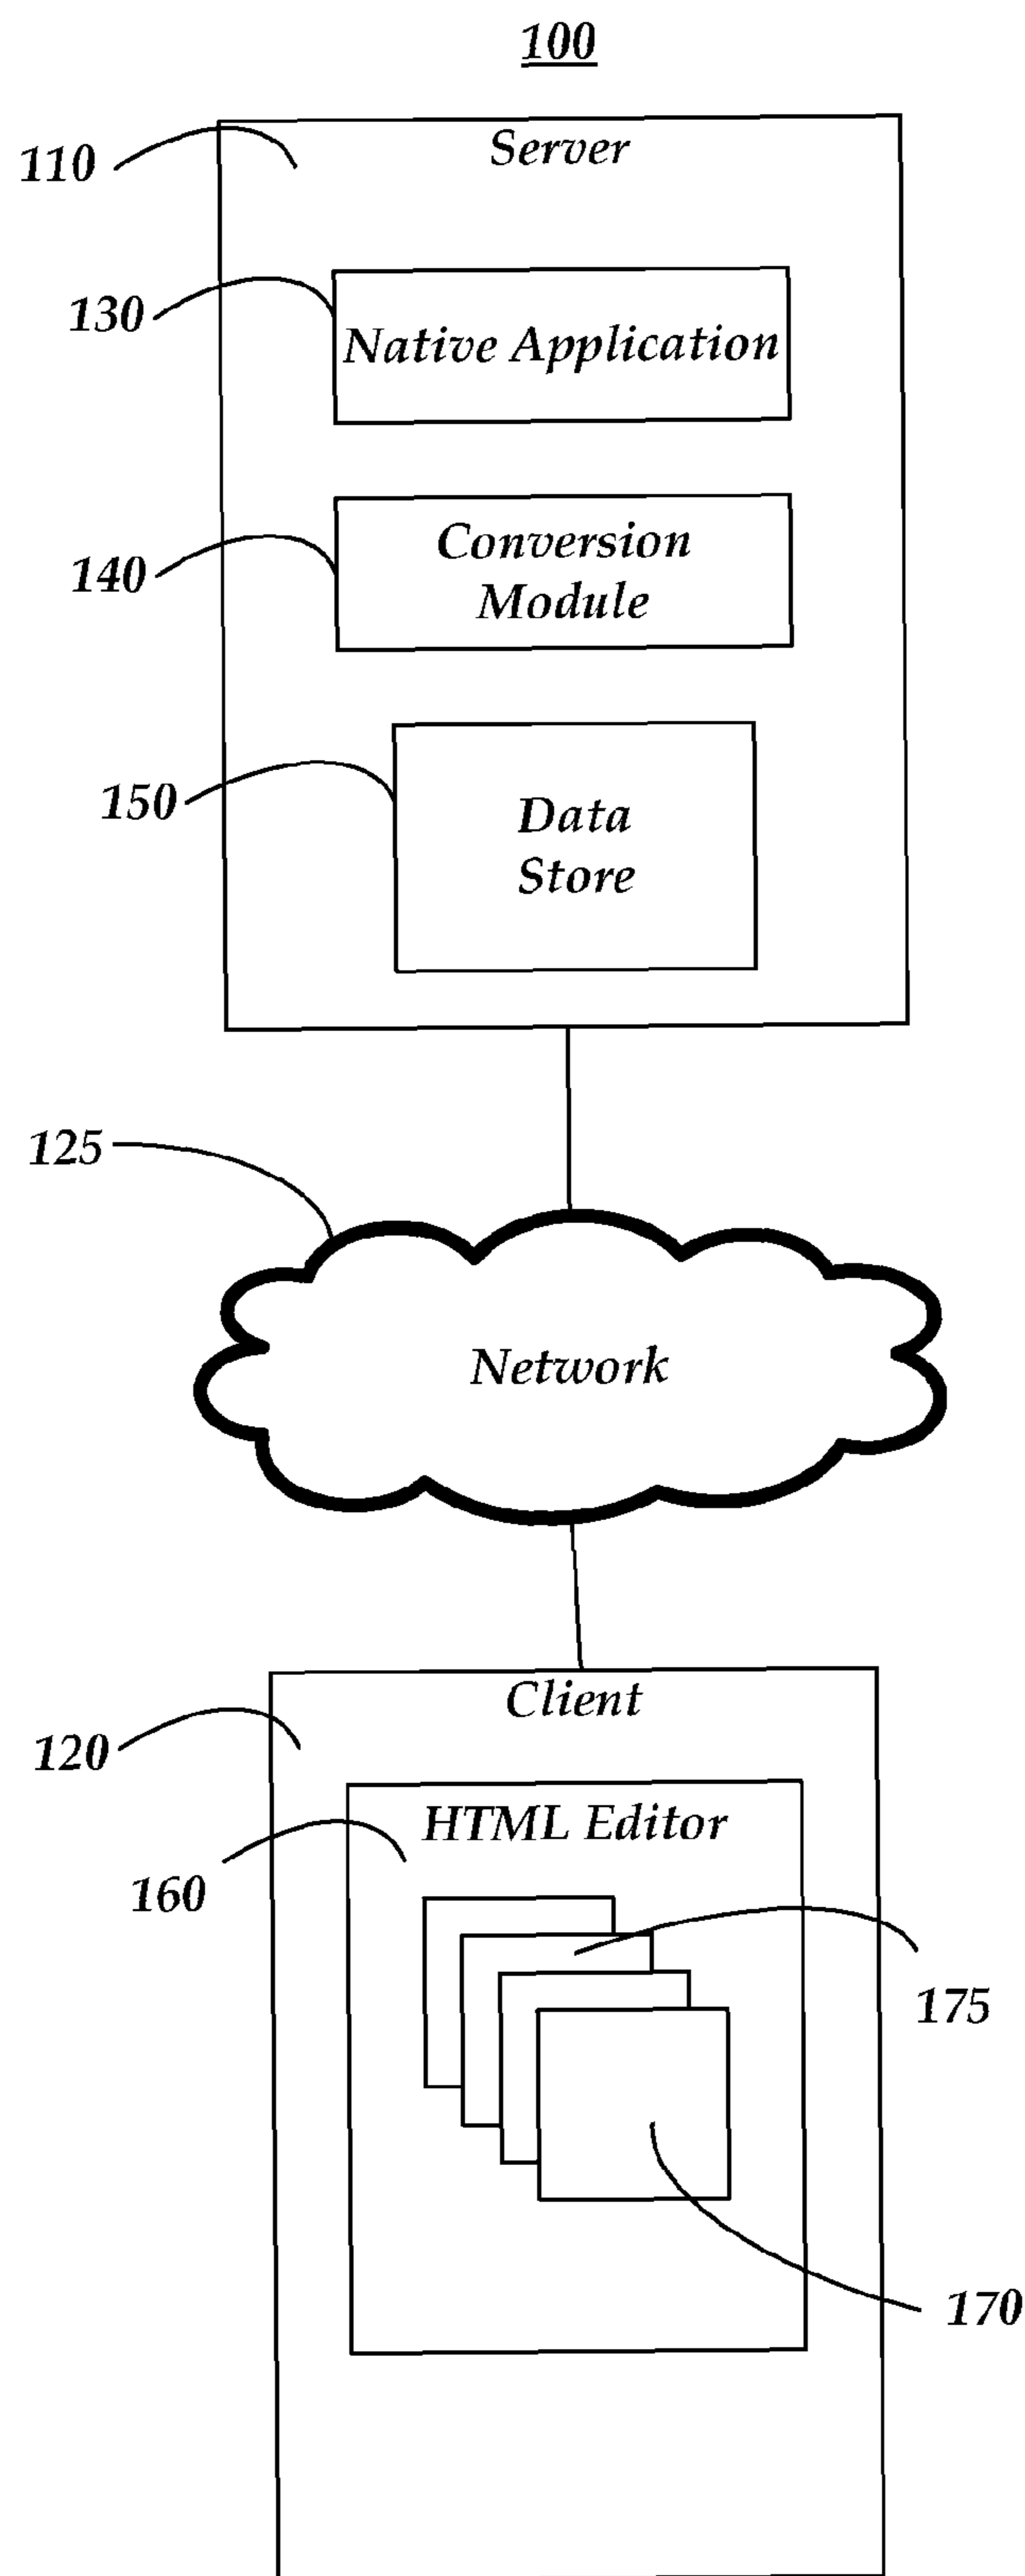 100
Server
110
130
Native Application
140
Conversion
Module
150
Data
Store
125
Network
Client
120
HTML Editor
160
175
170